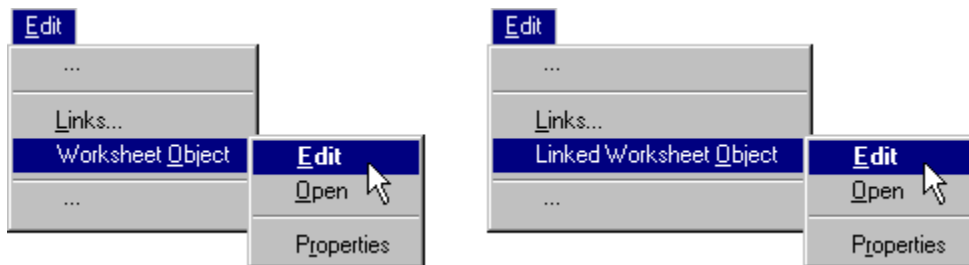 Edit
...
Links...
Worksheet Object
Edit
Open
...
Properties
Edit
...
Links...
Linked Worksheet Object
Edit
Open
...
Properties